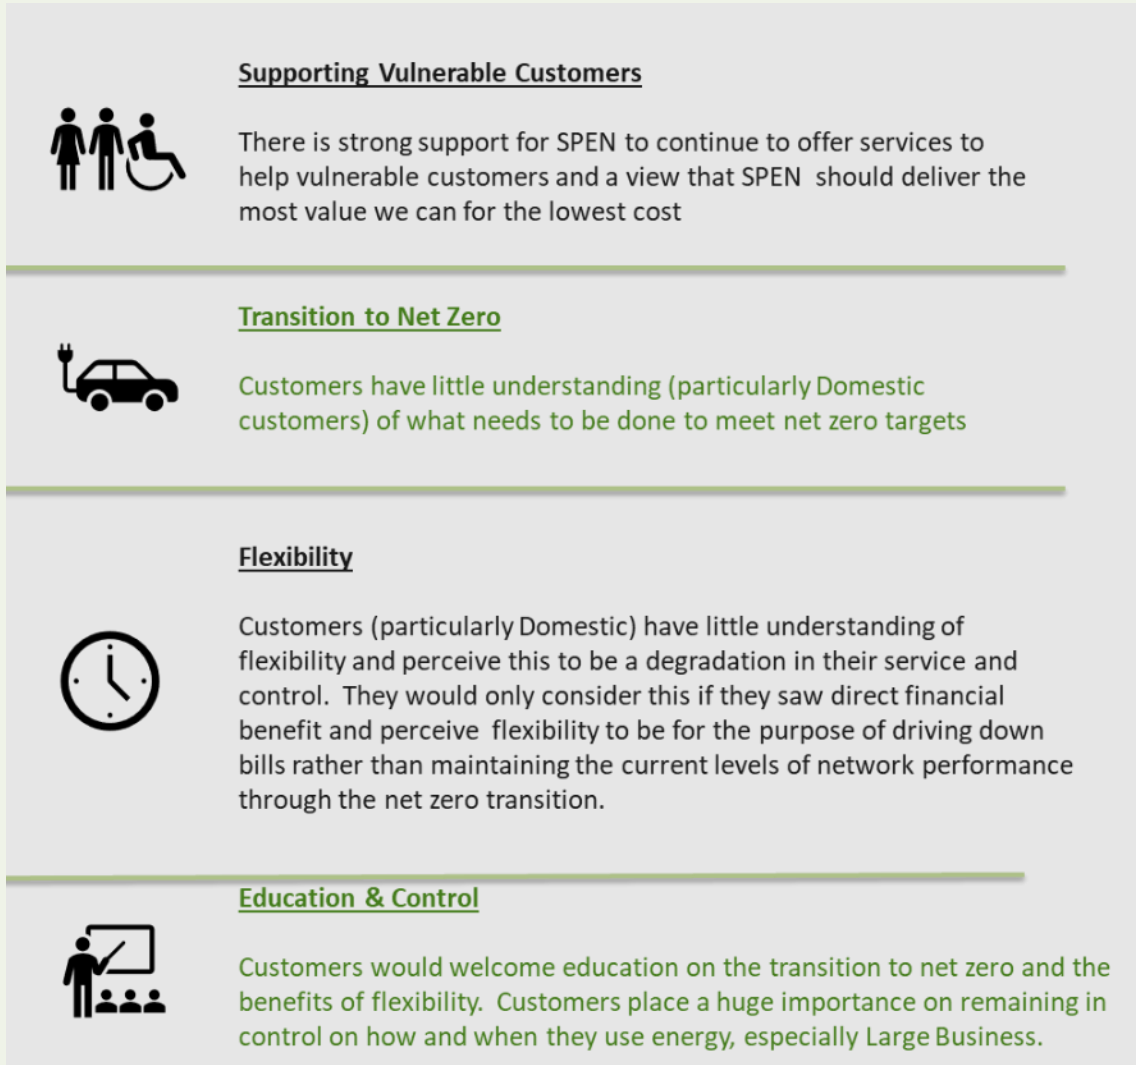 Supporting Vulnerable Customers
There is strong support for SPEN to continue to offer services to
help vulnerable customers and a view that SPEN should deliver the
most value we can for the lowest cost
Transition to Net Zero
Customers have little understanding (particularly Domestic
customers) of what needs to be done to meet net zero targets
Flexibility
Customers (particularly Domestic) have little understanding of
flexibility and perceive this to be a degradation in their service and
control. They would only consider this if they saw direct financial
benefit and perceive flexibility to be for the purpose of driving down
bills rather than maintaining the current levels of network performance
through the net zero transition.
Education & Control
Customers would welcome education on the transition to net zero and the
benefits of flexibility. Customers place a huge importance on remaining in
control on how and when they use energy, especially Large Business.